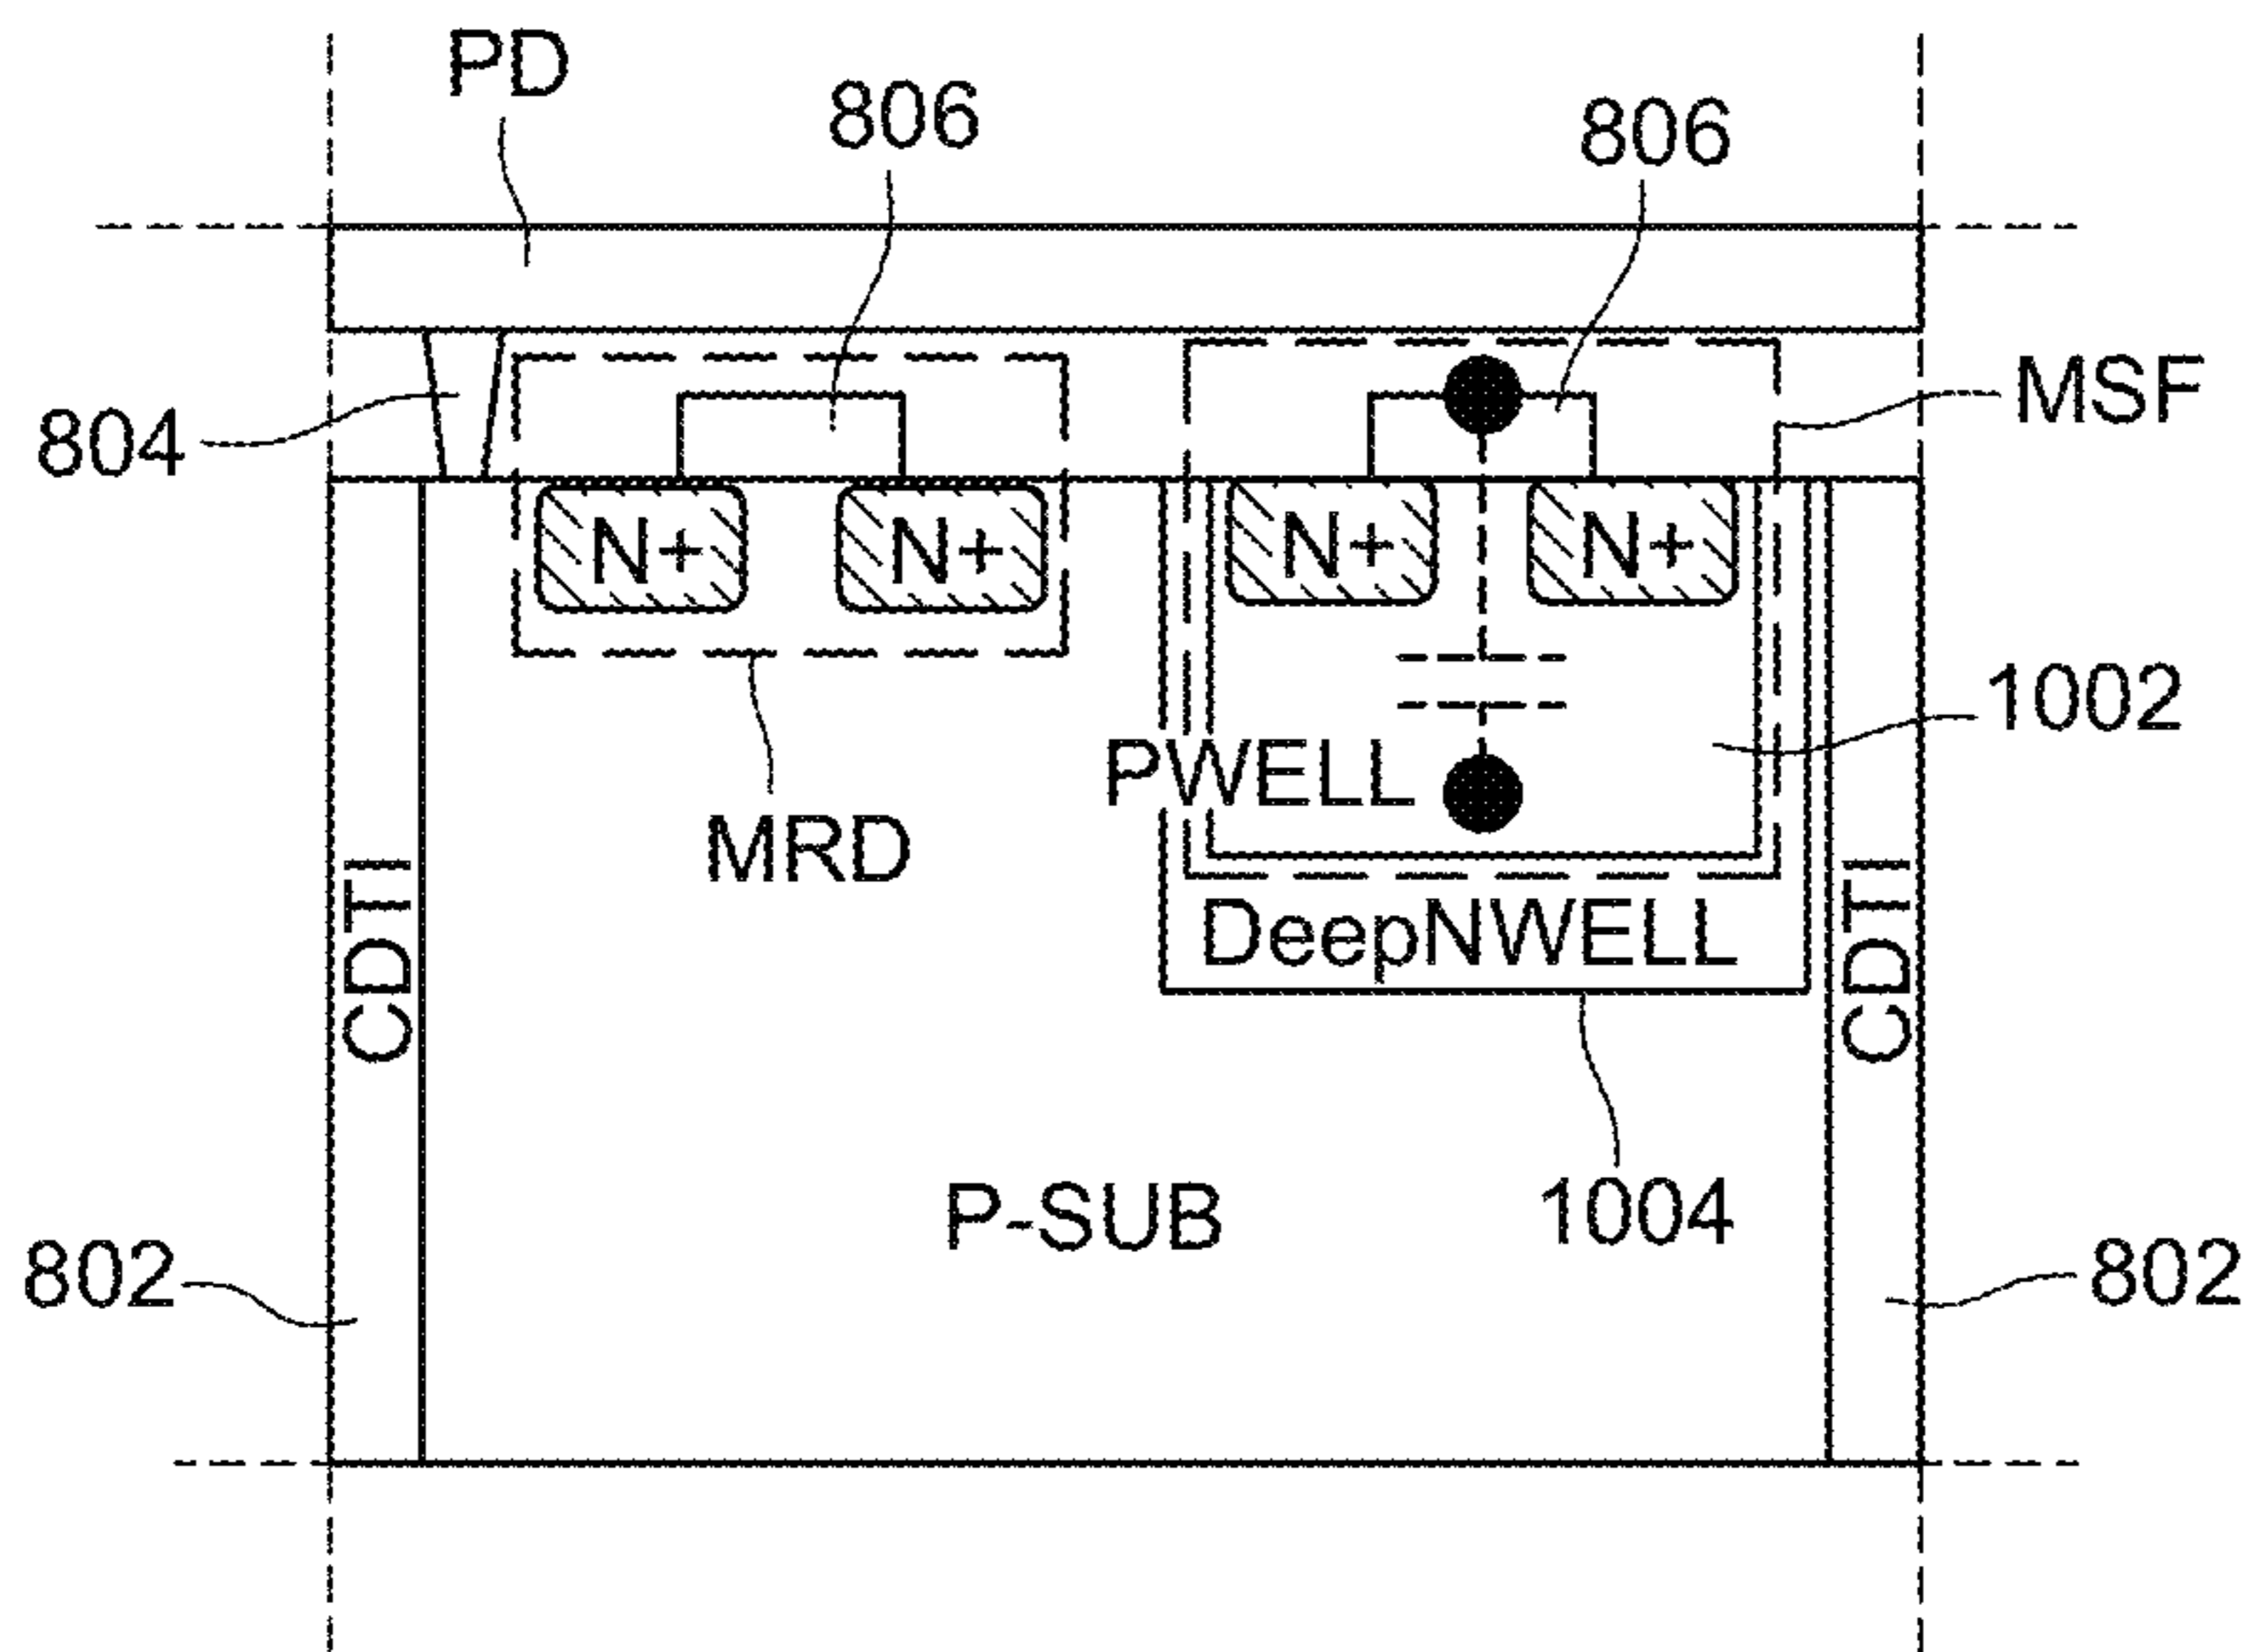 PD
806
806
MSF
804
N+
N+
N+
N+
1002
PWELL
MRD
CDTI
CDTI
DeepNWELL
P-SUB
1004
802
802